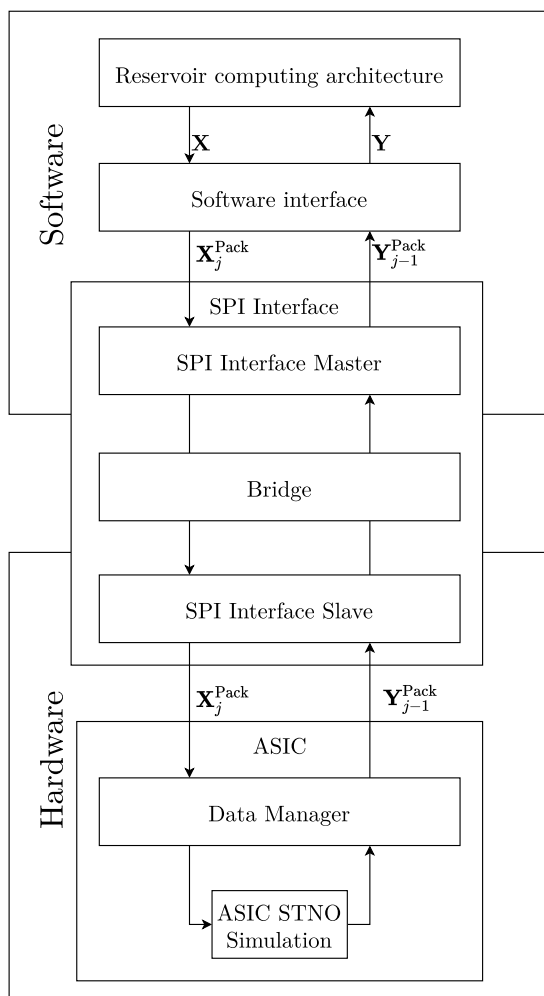 Reservoir computing architecture
X Y
Software interface
Software
X_j^Pack Y_{j−1}^Pack
SPI Interface
SPI Interface Master
Bridge
SPI Interface Slave
X_j^Pack Y_{j−1}^Pack
ASIC
Hardware
Data Manager
ASIC STNO
Simulation